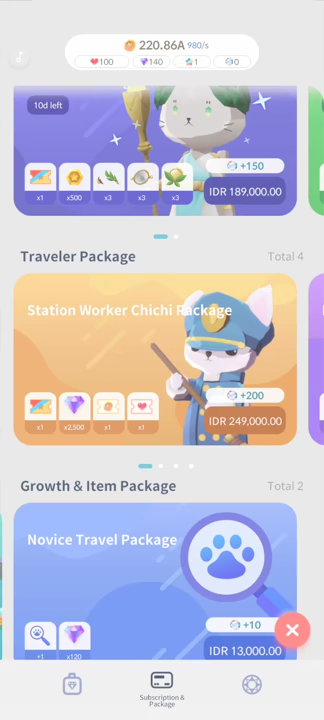 220.86A 980/s
100 140 1 0
10d left
+150
x1 x500 x3 x3 x3
IDR 189,000.00
Traveler Package Total 4
Station Worker Chichi Package
+200
x1 x2,500 x1 x1
IDR 249,000.00
Growth & Item Package Total 2
Novice Travel Package
+10
IDR 13,000.00
+1 x120
Subscription &
Package